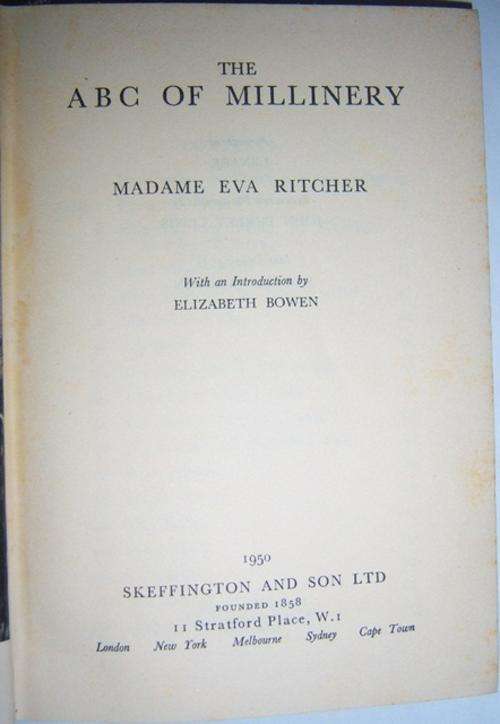 THE
ABC OF MILLINERY
MADAME EVA RITCHER
With an Introduction by
ELIZABETH BOWEN
1950
SKEFFINGTON AND SON LTD
FOUNDED 1858
11 Stratford Place, W.1
London New York Melbourne Sydney Cape Town